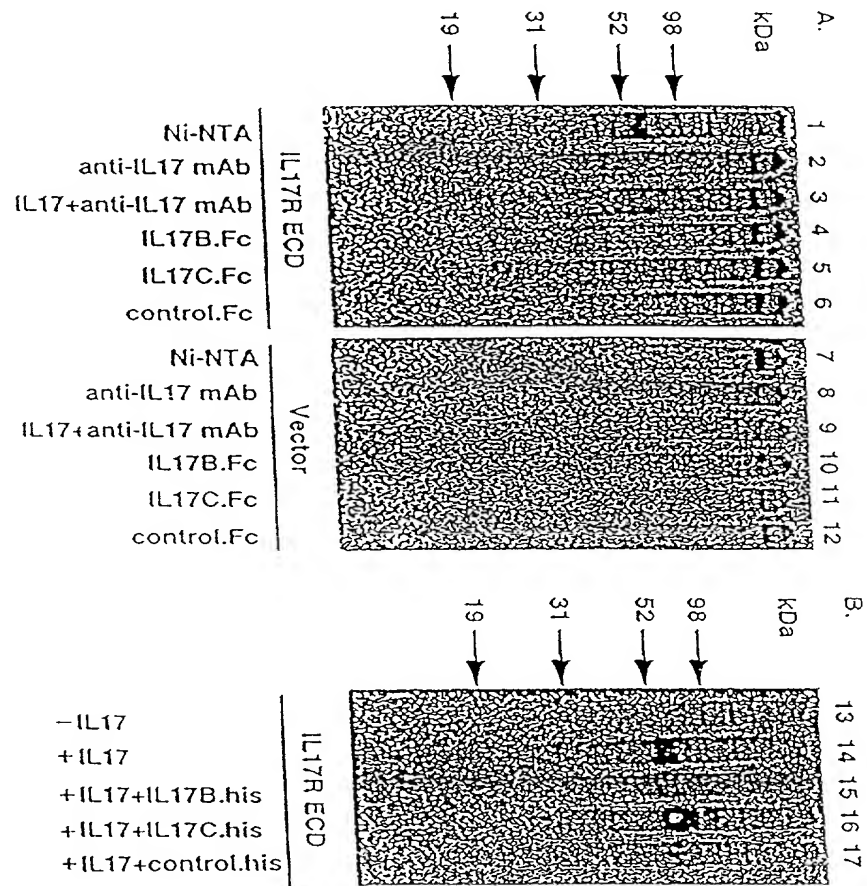 A.
kDa
98
52
31
19
1
2
3
4
5
6
Ni-NTA
anti-IL17 mAb
IL17+anti-IL17 mAb
IL17B.Fc
IL17C.Fc
control.Fc
IL17R ECD
7
8
9
10
11
12
Ni-NTA
anti-IL17 mAb
IL17+anti-IL17 mAb
IL17B.Fc
IL17C.Fc
control.Fc
Vector
B.
kDa
98
52
31
19
13
14
15
16
17
-IL17
+IL17
+IL17+IL17B.his
+IL17+IL17C.his
+IL17+control.his
IL17R ECD